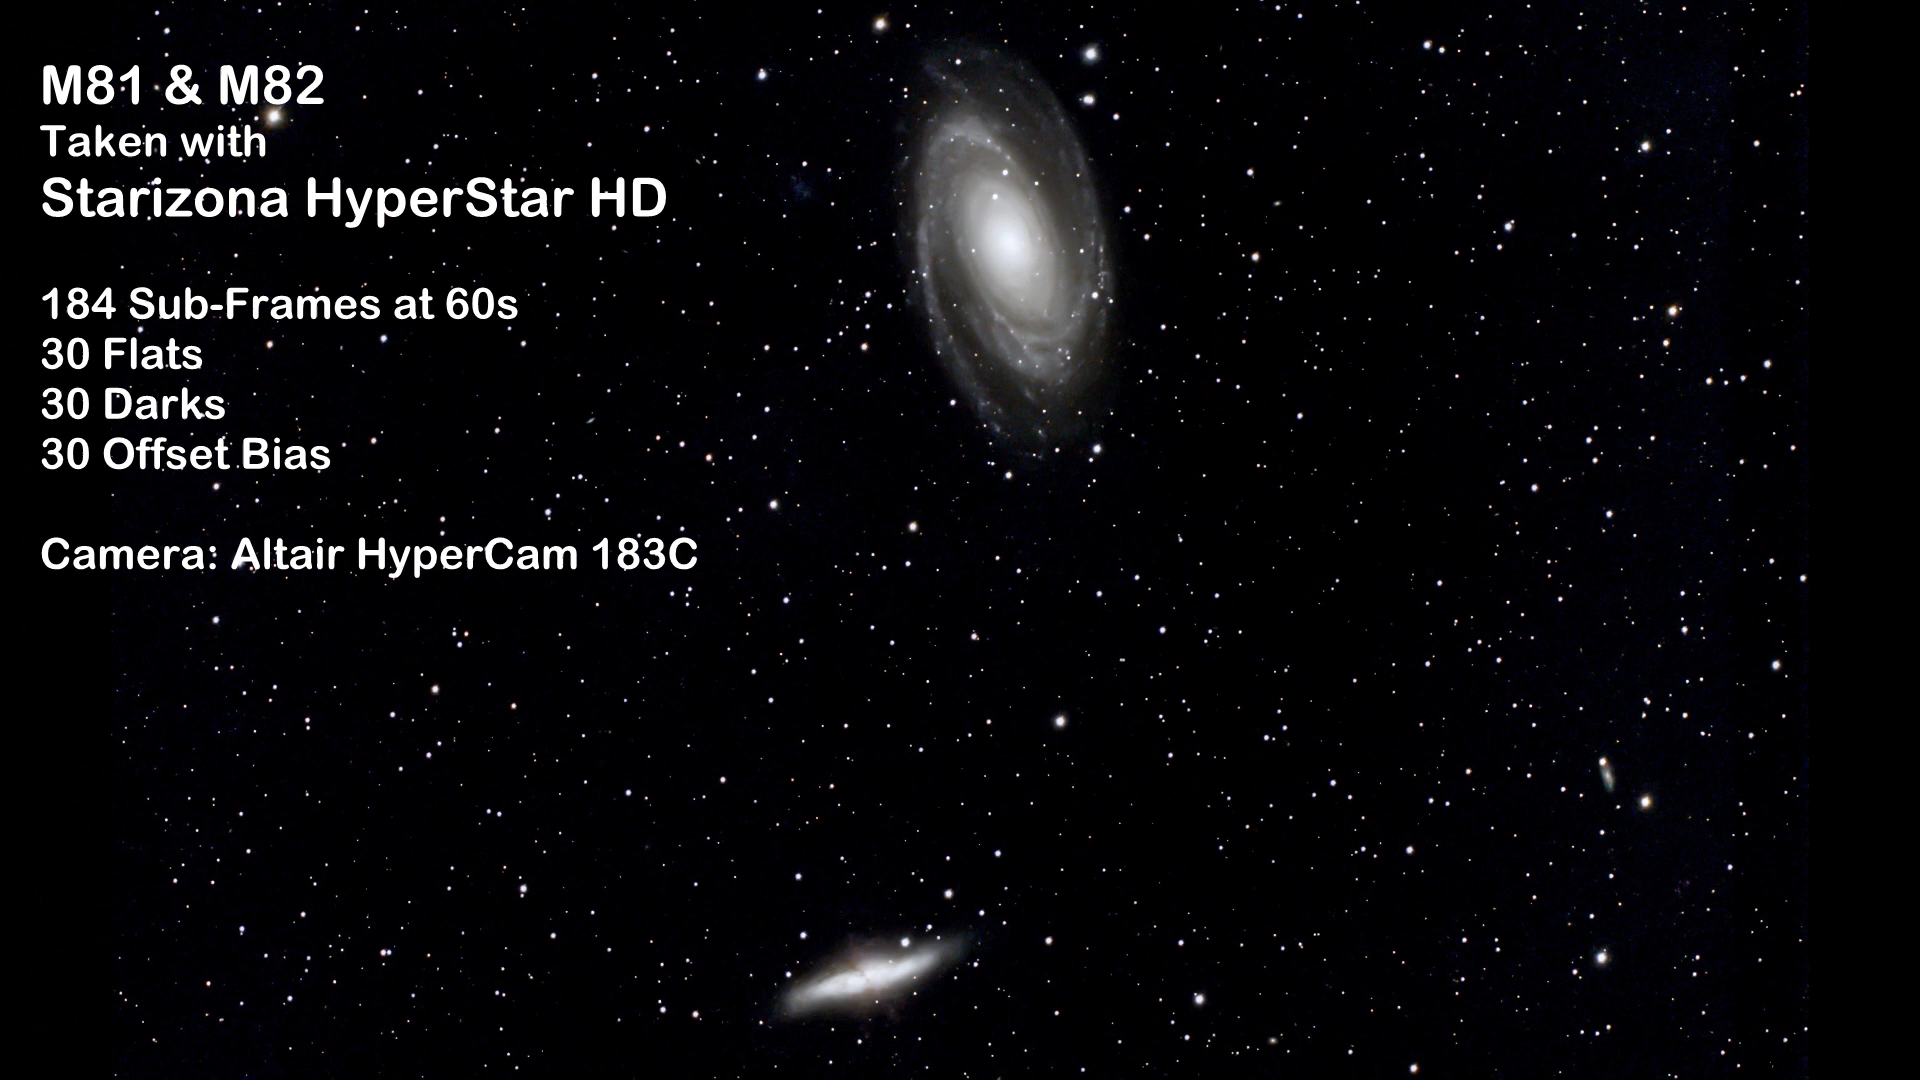 M81 & M82
Taken with
Starizona HyperStar HD
184 Sub-Frames at 60s
30 Flats
30 Darks
30 Offset Bias
Camera: Altair HyperCam 183C